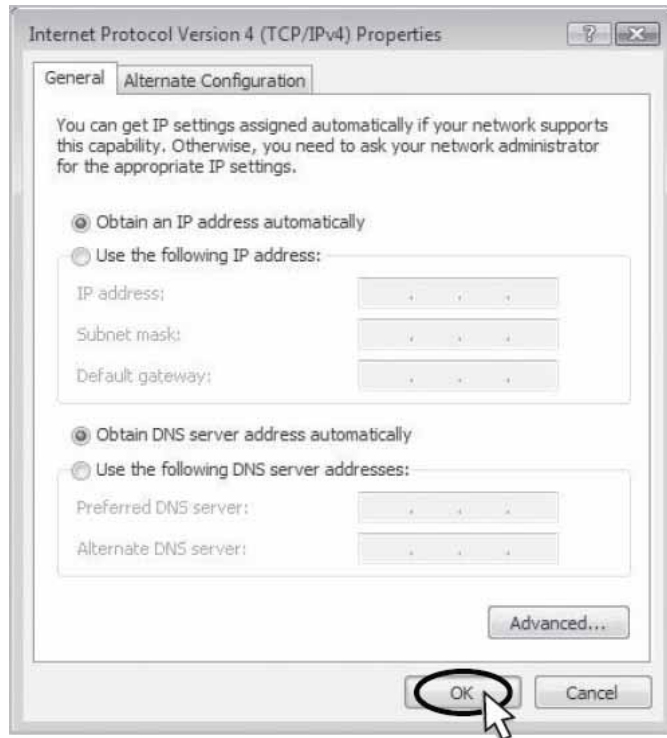 Internet Protocol Version 4 (TCP/IPv4) Properties
General
Alternate Configuration
You can get IP settings assigned automatically if your network supports
this capability. Otherwise, you need to ask your network administrator
for the appropriate IP settings.
Obtain an IP address automatically
Use the following IP address:
IP address:
Subnet mask:
Default gateway:
Obtain DNS server address automatically
Use the following DNS server addresses:
Preferred DNS server:
Alternate DNS server:
Advanced...
OK
Cancel